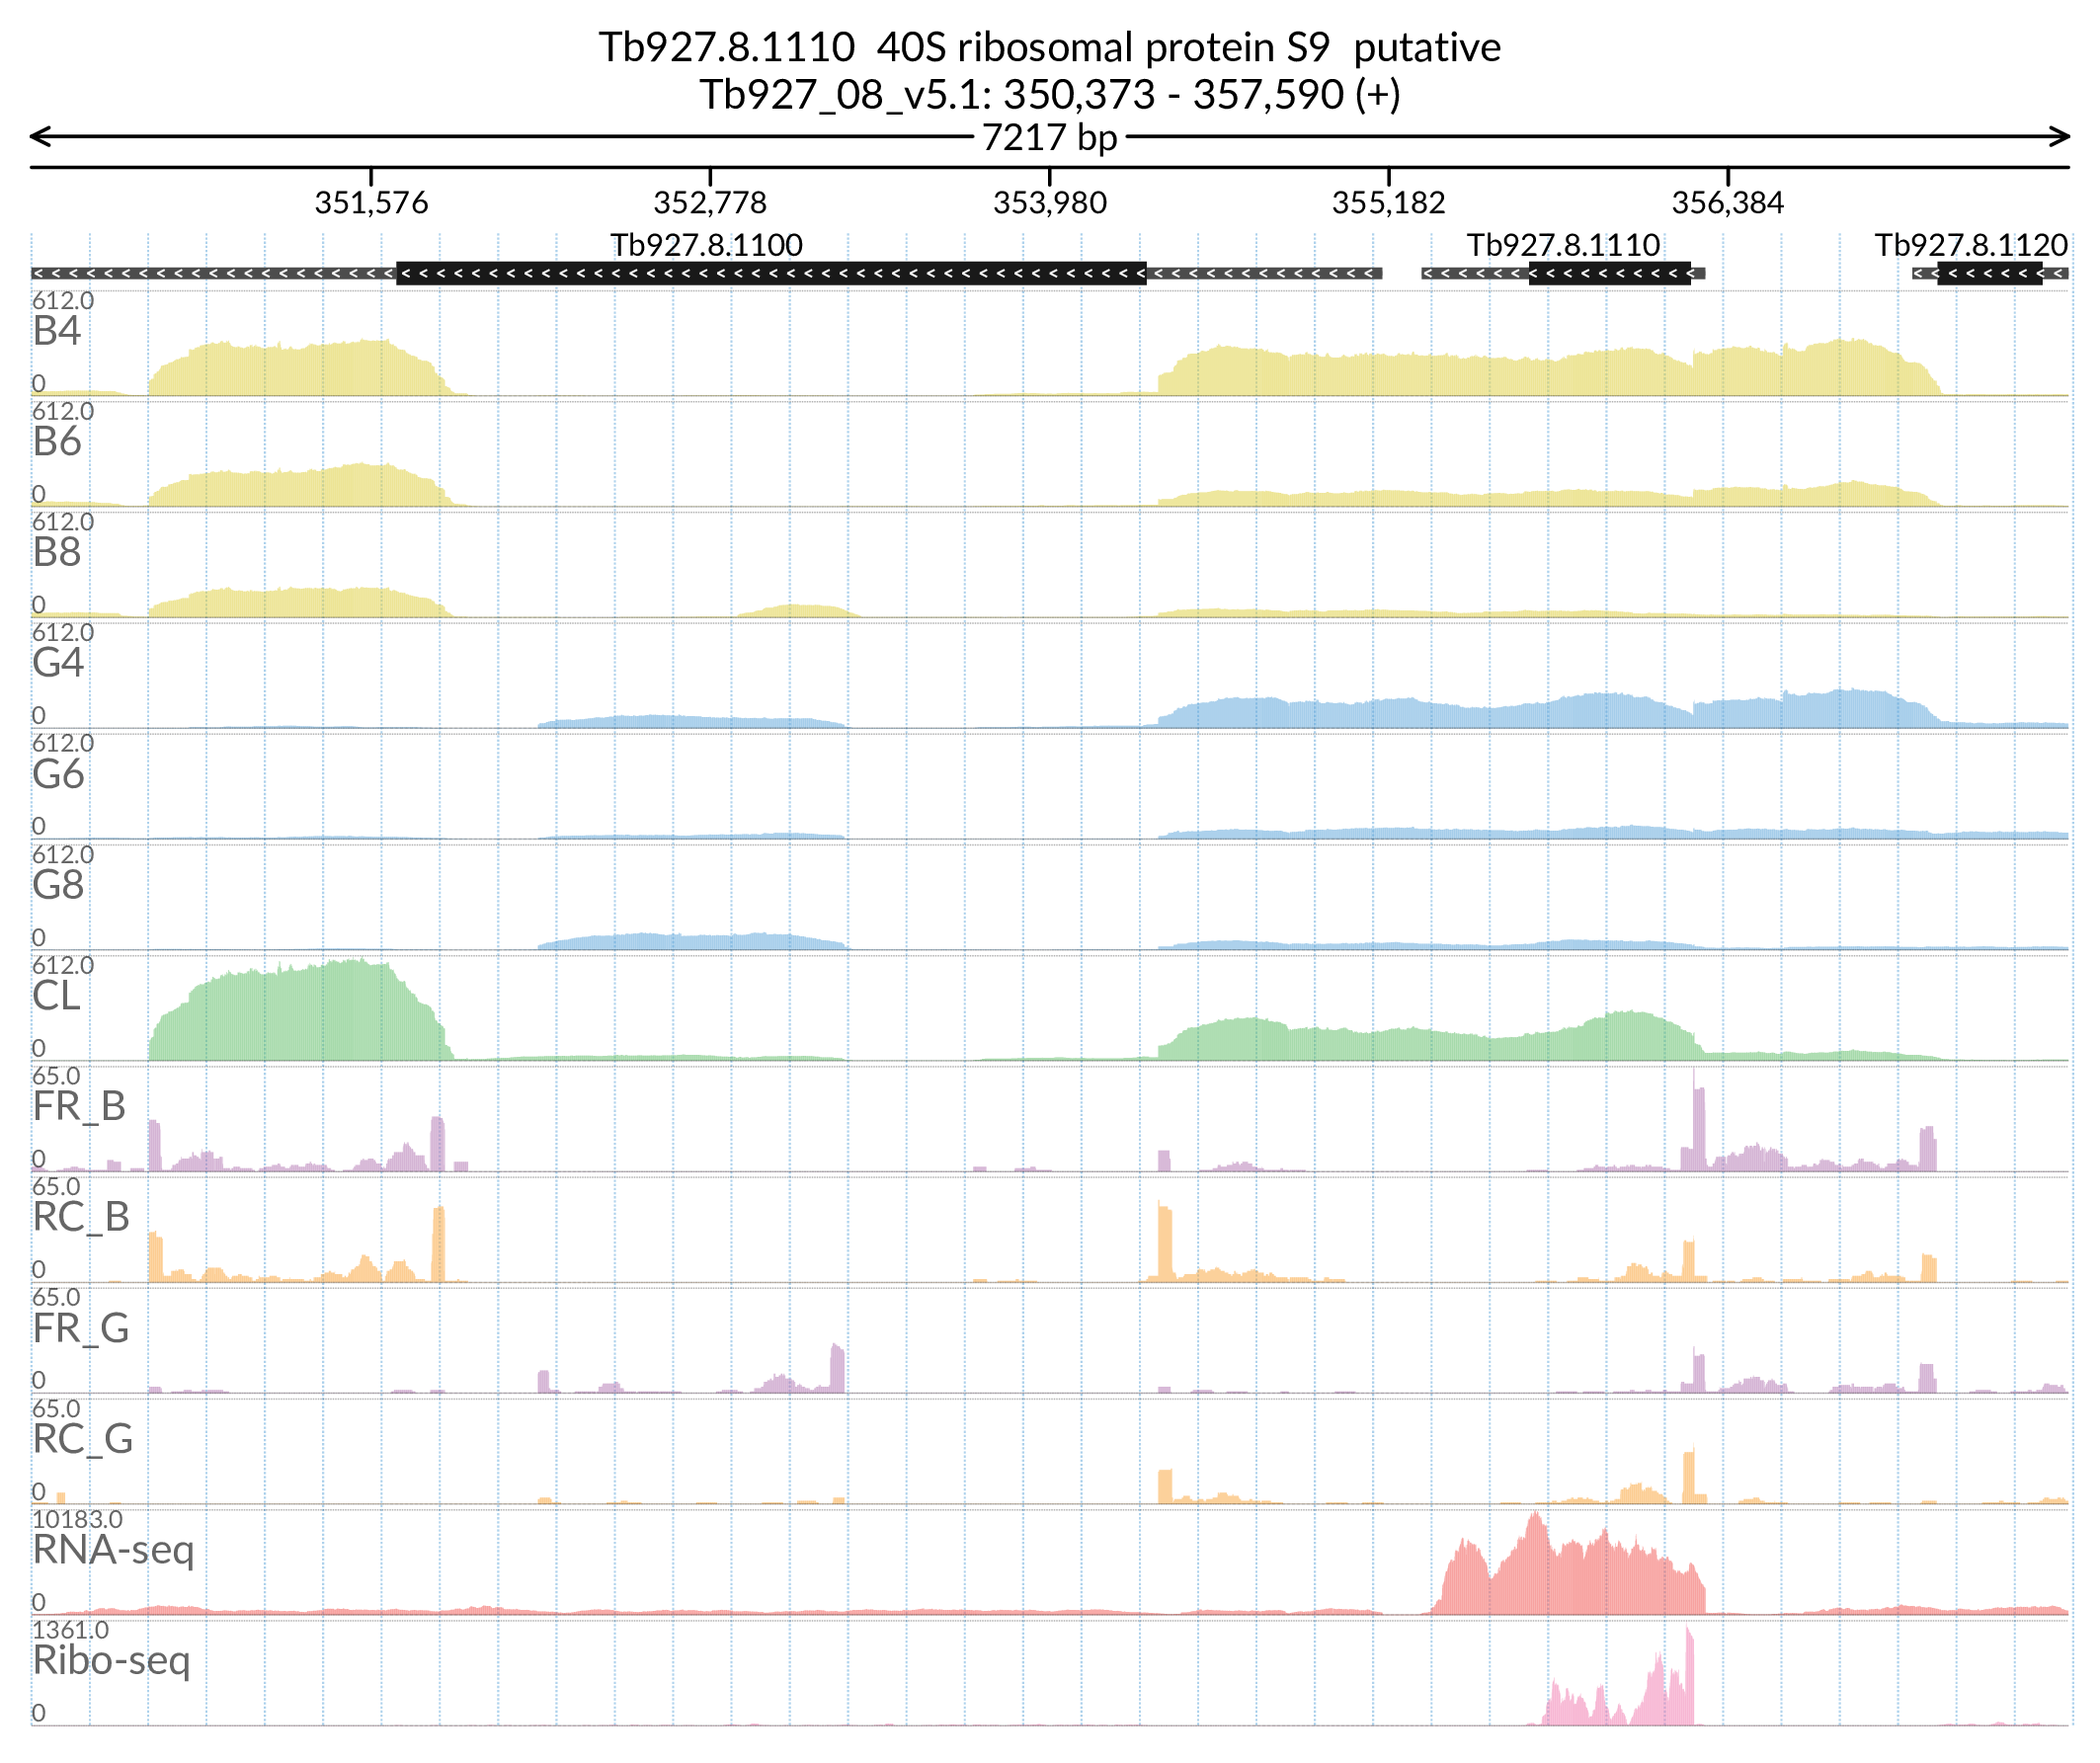 Tb927.8.1110 40S ribosomal protein S9 putative
Tb927_08_v5.1: 350,373 - 357,590 (+)
7217 bp
351,576 352,778 353,980 355,182 356,384
Tb927.8.1100 Tb927.8.1110 Tb927.8.1120
612.0
B4
0
612.0
B6
0
612.0
B8
0
612.0
G4
0
612.0
G6
0
612.0
G8
0
612.0
CL
0
65.0
FR_B
0
65.0
RC_B
0
65.0
FR_G
0
65.0
RC_G
0
10183.0
RNA-seq
0
1361.0
Ribo-seq
0